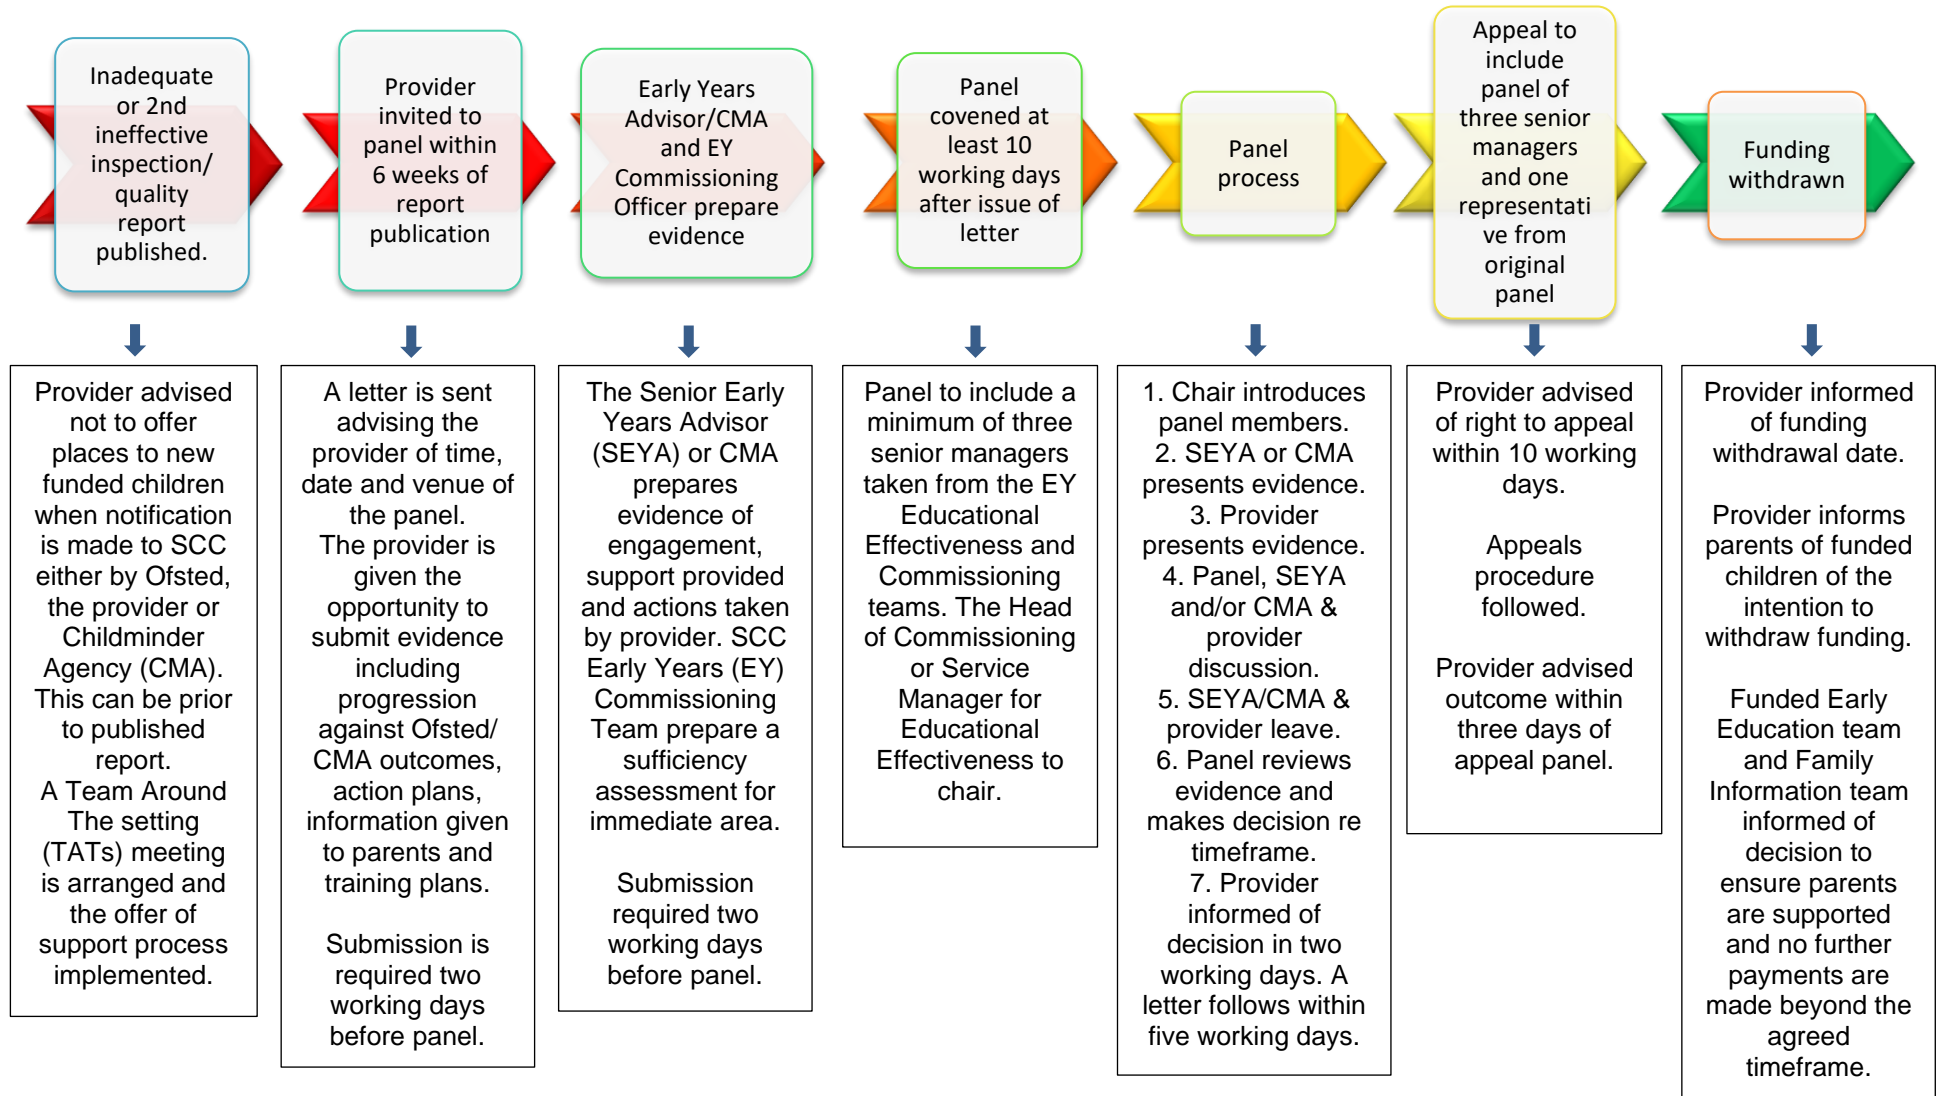 Inadequate
or 2nd
ineffective
inspection/
quality
report
published.
Provider
invited to
panel within
6 weeks of
report
publication
Early Years
Advisor/CMA
and EY
Commissioning
Officer prepare
evidence
Panel
covened at
least 10
working days
after issue of
letter
Panel
process
Appeal to
include
panel of
three senior
managers
and one
representati
ve from
original
panel
Funding
withdrawn
Provider advised
not to offer
places to new
funded children
when notification
is made to SCC
either by Ofsted,
the provider or
Childminder
Agency (CMA).
This can be prior
to published
report.
A Team Around
The setting
(TATs) meeting
is arranged and
the offer of
support process
implemented.
A letter is sent
advising the
provider of time,
date and venue of
the panel.
The provider is
given the
opportunity to
submit evidence
including
progression
against Ofsted/
CMA outcomes,
action plans,
information given
to parents and
training plans.
Submission is
required two
working days
before panel.
The Senior Early
Years Advisor
(SEYA) or CMA
prepares
evidence of
engagement,
support provided
and actions taken
by provider. SCC
Early Years (EY)
Commissioning
Team prepare a
sufficiency
assessment for
immediate area.
Submission
required two
working days
before panel.
Panel to include a
minimum of three
senior managers
taken from the EY
Educational
Effectiveness and
Commissioning
teams. The Head
of Commissioning
or Service
Manager for
Educational
Effectiveness to
chair.
1. Chair introduces
panel members.
2. SEYA or CMA
presents evidence.
3. Provider
presents evidence.
4. Panel, SEYA
and/or CMA &
provider
discussion.
5. SEYA/CMA &
provider leave.
6. Panel reviews
evidence and
makes decision re
timeframe.
7. Provider
informed of
decision in two
working days. A
letter follows within
five working days.
Provider advised
of right to appeal
within 10 working
days.
Appeals
procedure
followed.
Provider advised
outcome within
three days of
appeal panel.
Provider informed
of funding
withdrawal date.
Provider informs
parents of funded
children of the
intention to
withdraw funding.
Funded Early
Education team
and Family
Information team
informed of
decision to
ensure parents
are supported
and no further
payments are
made beyond the
agreed
timeframe.